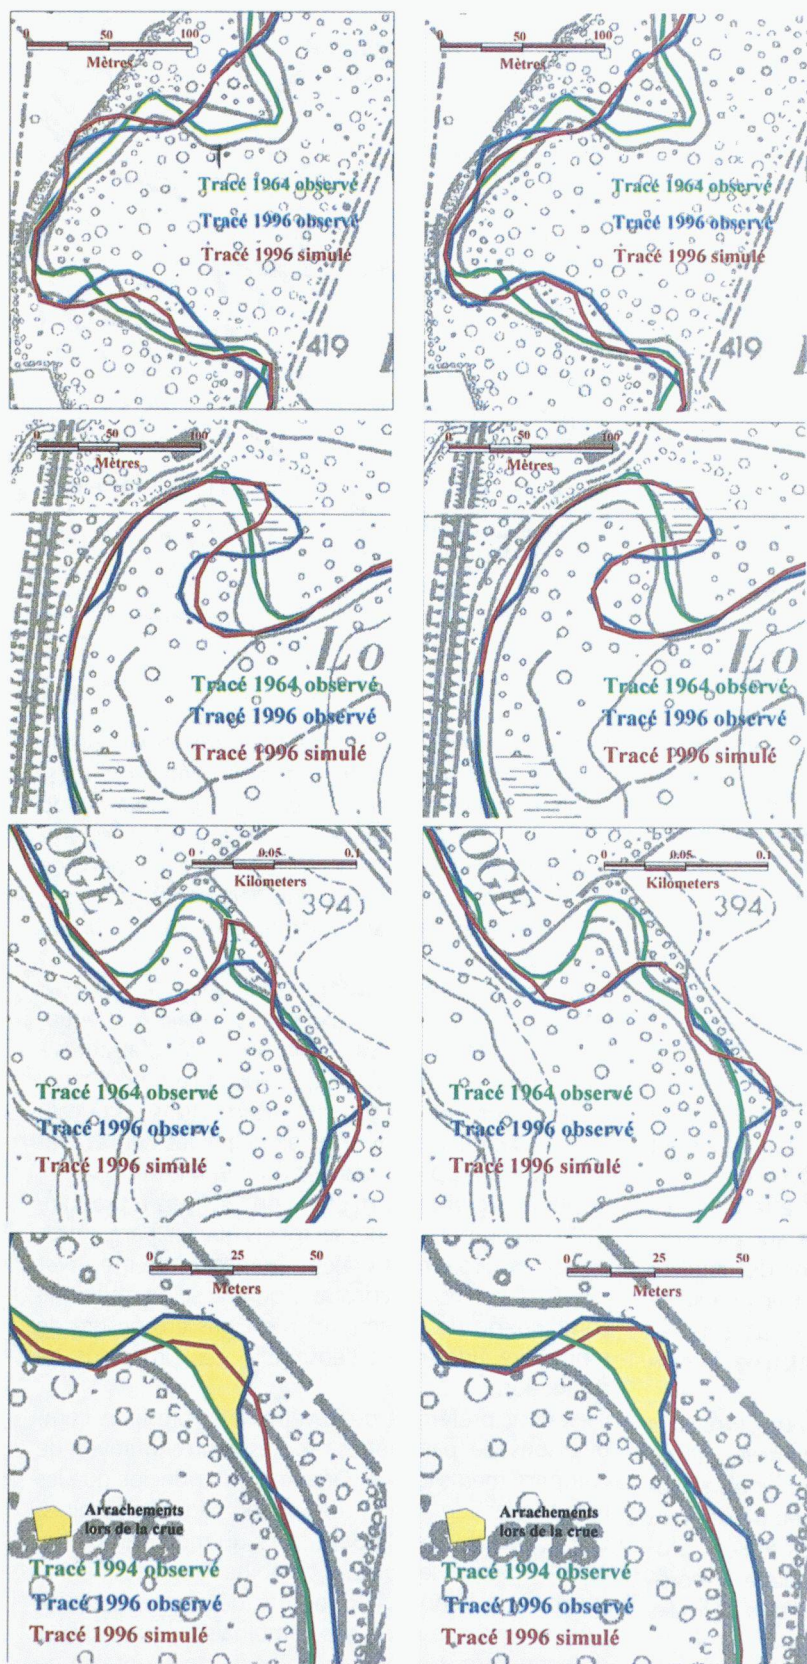 0 50 100
Mètres
Tracé 1964 observé
Tracé 1996 observé
Tracé 1996 simulé
419
0 50 100
Mètres
Tracé 1964 observé
Tracé 1996 observé
Tracé 1996 simulé
419
0 50 100
Mètres
Lo
Tracé 1964 observé
Tracé 1996 observé
Tracé 1996 simulé
0 50 100
Mètres
Lo
Tracé 1964 observé
Tracé 1996 observé
Tracé 1996 simulé
OGE
0 0.05 0.1
Kilometers
394
Tracé 1964 observé
Tracé 1996 observé
Tracé 1996 simulé
OGE
0 0.05 0.1
Kilometers
394
Tracé 1964 observé
Tracé 1996 observé
Tracé 1996 simulé
0 25 50
Meters
Arrachements
lors de la crue
sserts
Tracé 1994 observé
Tracé 1996 observé
Tracé 1996 simulé
0 25 50
Meters
Arrachements
lors de la crue
sserts
Tracé 1994 observé
Tracé 1996 observé
Tracé 1996 simulé